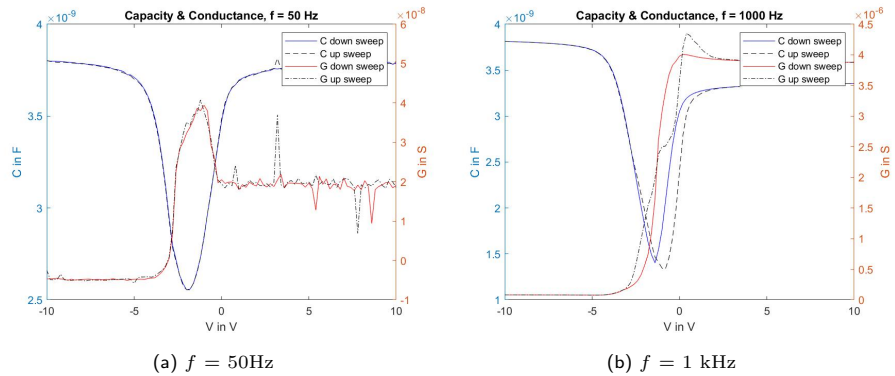 Capacity & Conductance, f = 50 Hz
×10⁻⁹
×10⁻⁸
C down sweep
C up sweep
G down sweep
G up sweep
4
3.5
3
2.5
C in F
6
5
4
3
2
1
0
-1
G in S
-10
-5
0
5
10
V in V
(a) f = 50Hz
Capacity & Conductance, f = 1000 Hz
×10⁻⁹
×10⁻⁶
C down sweep
C up sweep
G down sweep
G up sweep
4
3.5
3
2.5
2
1.5
1
C in F
5
4.5
4
3.5
3
2.5
2
1.5
1
0.5
0
G in S
-10
-5
0
5
10
V in V
(b) f = 1 kHz